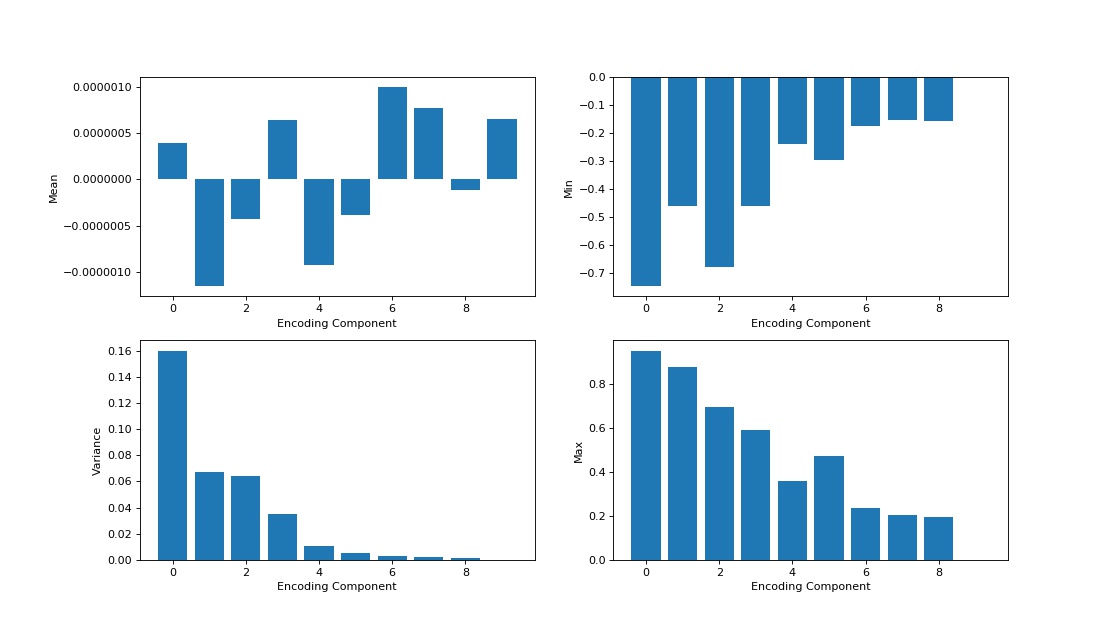 0.0000010
0.0000005
0.0000000
−0.0000005
−0.0000010
Mean
0 2 4 6 8
Encoding Component
0.0
−0.1
−0.2
−0.3
−0.4
−0.5
−0.6
−0.7
Min
0 2 4 6 8
Encoding Component
0.16
0.14
0.12
0.10
0.08
0.06
0.04
0.02
0.00
Variance
0 2 4 6 8
Encoding Component
0.8
0.6
0.4
0.2
0.0
Max
0 2 4 6 8
Encoding Component